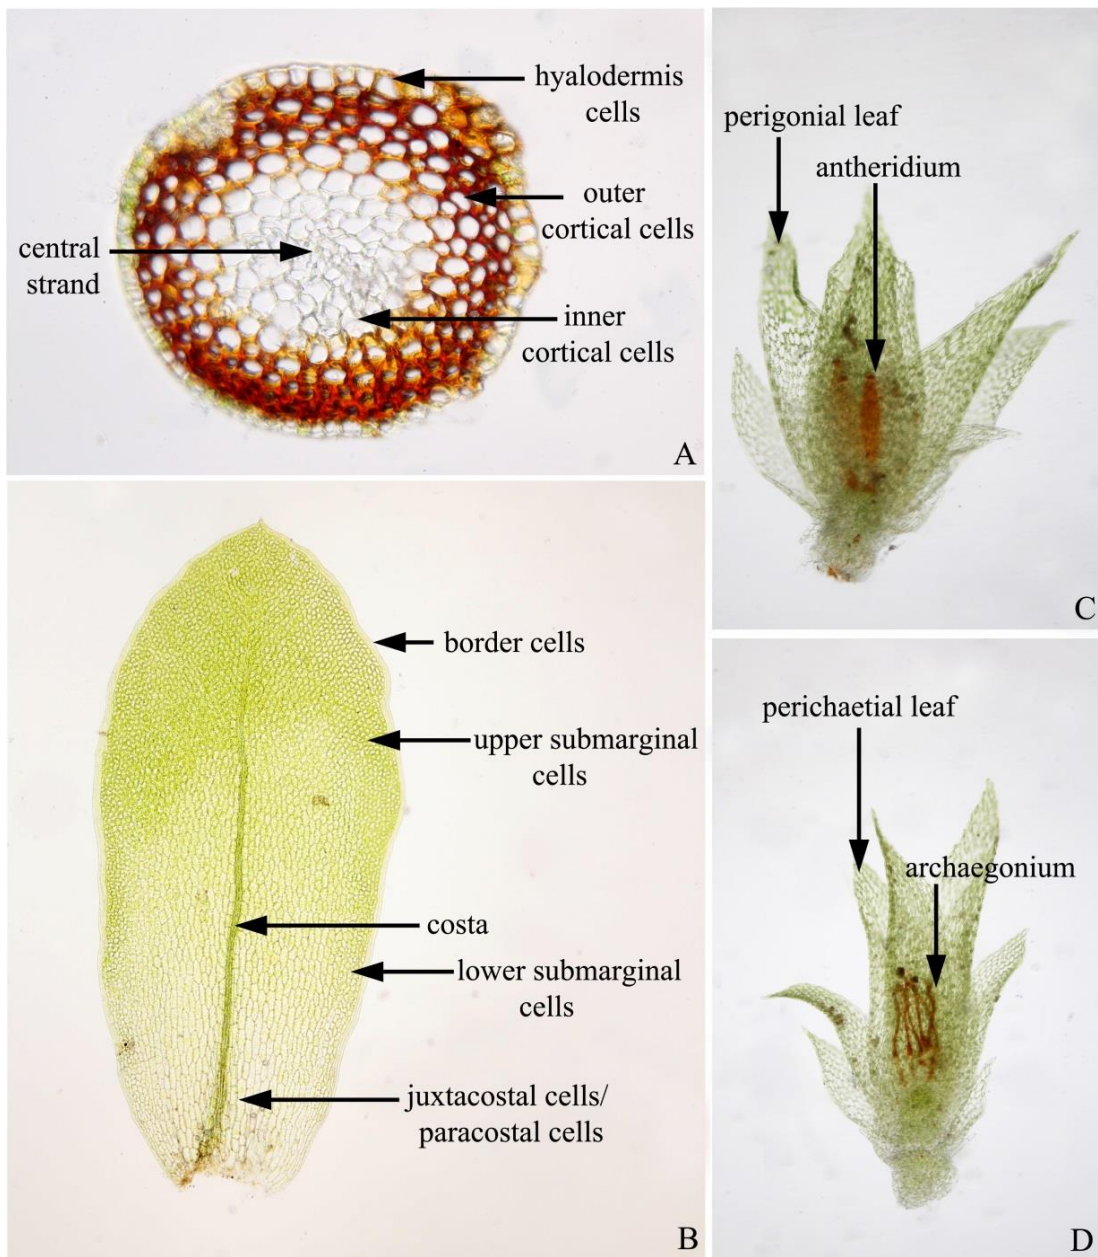 hyalodermis
cells
outer
cortical cells
central
strand
inner
cortical cells
A
border cells
upper submarginal
cells
costa
lower submarginal
cells
juxtacostal cells/
paracostal cells
B
perigonial leaf
antheridium
C
perichaetial leaf
archaegonium
D